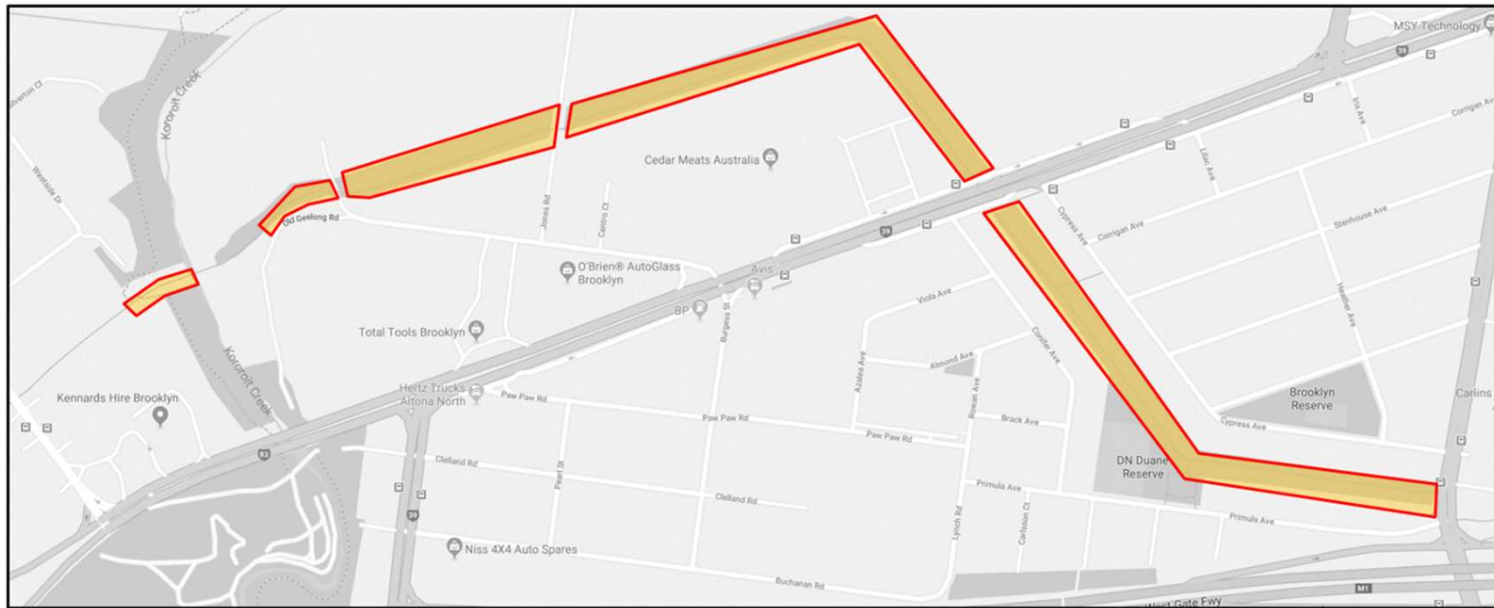 MSY Technology
39
Kororoit Creek
Westside Dr
Iris Ave
Corrigan Ave
Lilac Ave
Cedar Meats Australia
Jones Rd
Centro Ct
Old Geelong Rd
Cypress Ave
Corrigan Ave
Stenhouse Ave
39
O'Brien® AutoGlass
Brooklyn
Avis
BP
Viola Ave
Heather Ave
Burgess St
Conifer Ave
Total Tools Brooklyn
Almond Ave
Azalea Ave
Kororoit Creek
Kennards Hire Brooklyn
Hertz Trucks
Altona North
Paw Paw Rd
Paw Paw Rd
Paw Paw Rd
Rowan Ave
Brack Ave
Brooklyn
Reserve
Carlins
Cypress Ave
83
Clelland Rd
Pearl St
Clelland Rd
DN Duane
Reserve
Primula Ave
Primula Ave
39
Lynch Rd
Carlsson Ct
Niss 4X4 Auto Spares
Buchanan Rd
M1
West Gate Fwy